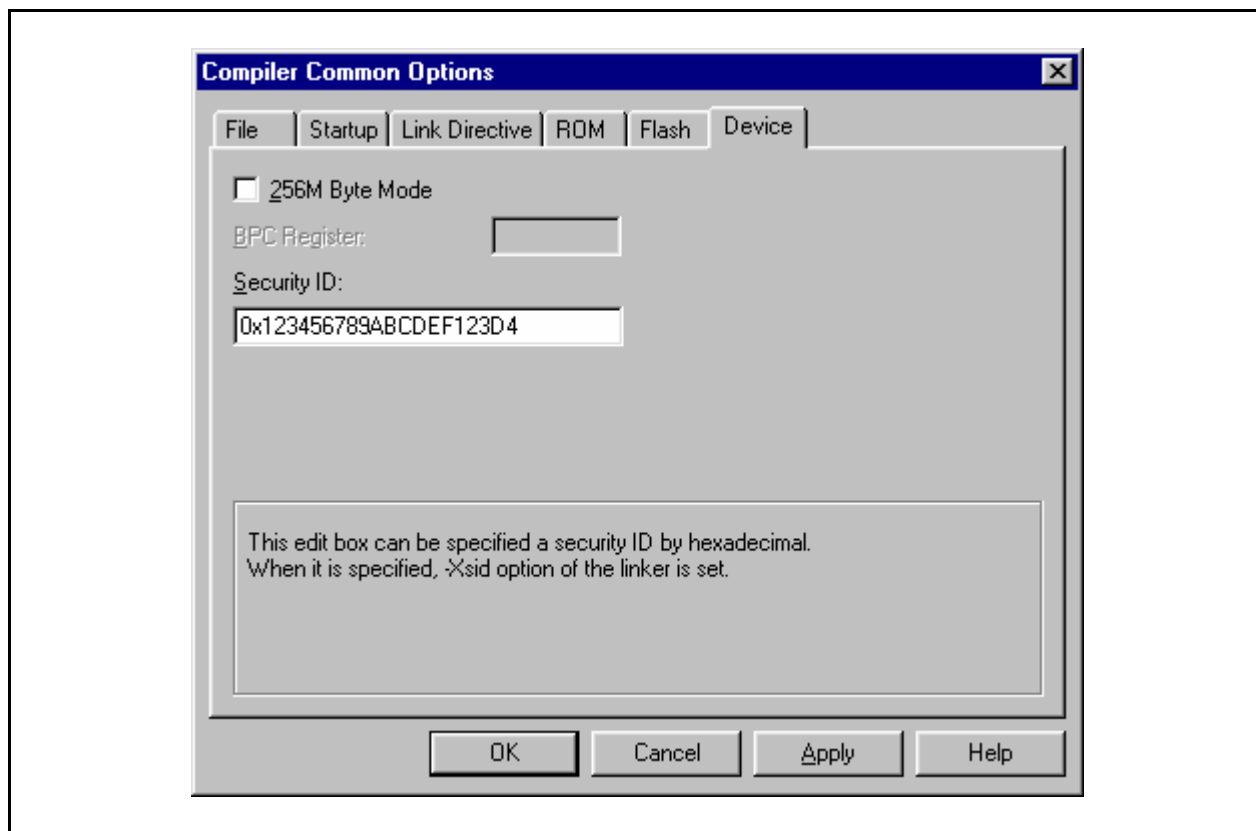 Compiler Common Options
File Startup Link Directive ROM Flash Device
256M Byte Mode
BPC Register:
Security ID:
0x123456789ABCDEF123D4
This edit box can be specified a security ID by hexadecimal.
When it is specified, -Xsid option of the linker is set.
OK Cancel Apply Help